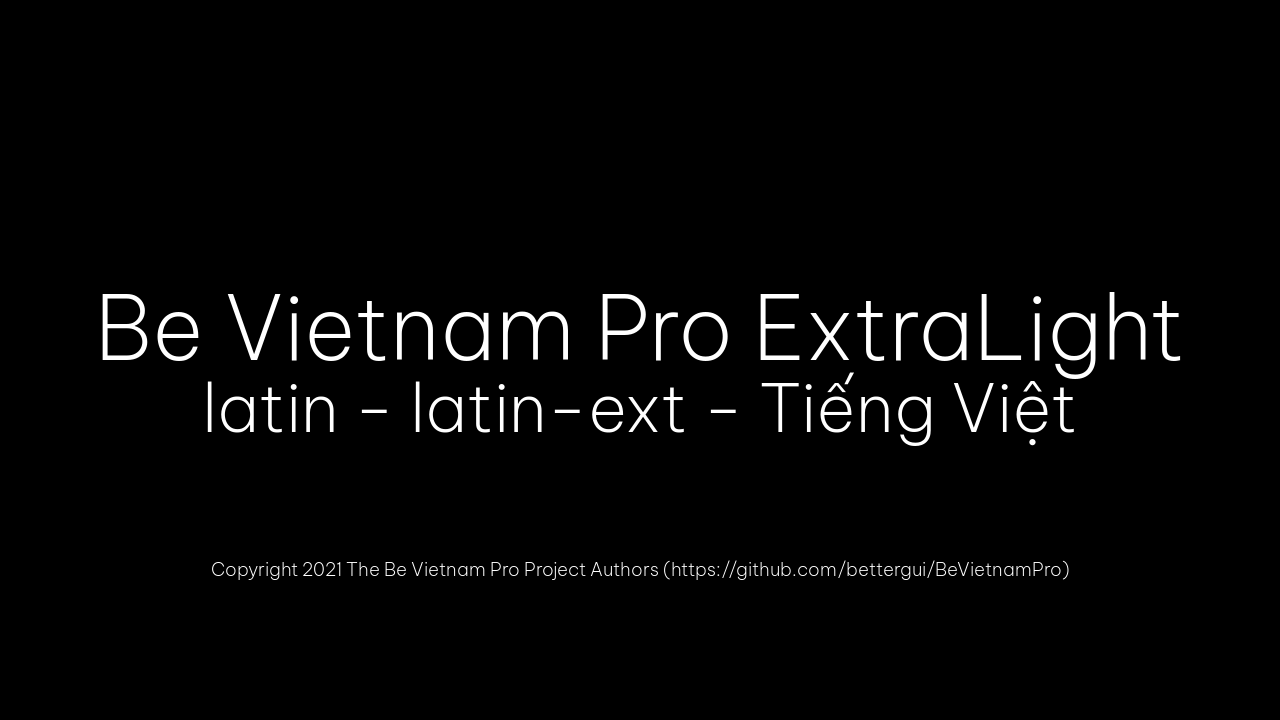 Be Vietnam Pro ExtraLight
latin - latin-ext - Tiếng Việt
Copyright 2021 The Be Vietnam Pro Project Authors (https://github.com/bettergui/BeVietnamPro)